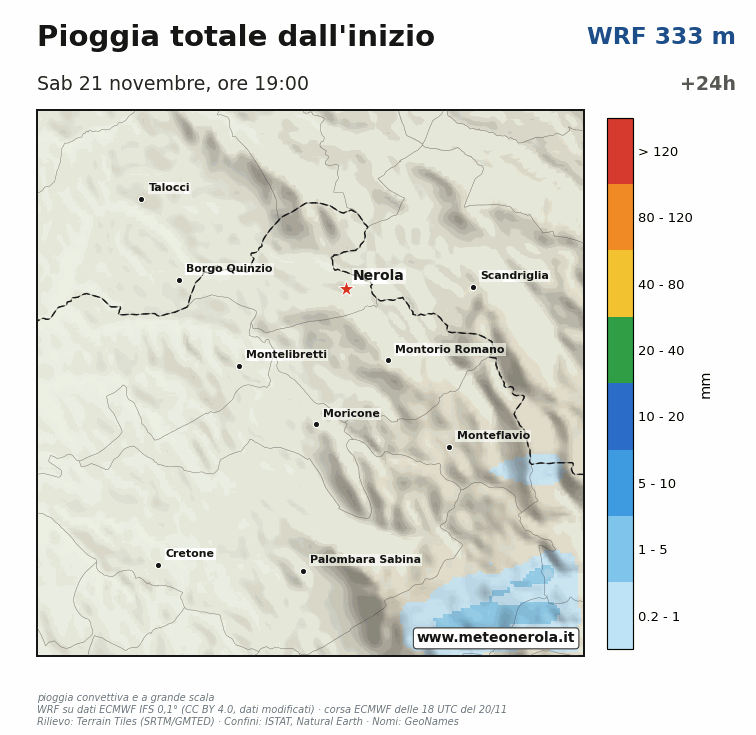 Pioggia totale dall'inizio
WRF 333 m
Sab 21 novembre, ore 19:00
+24h
Talocci
Borgo Quinzio
Nerola
Scandriglia
Montelibretti
Montorio Romano
Moricone
Monteflavio
Cretone
Palombara Sabina
www.meteonerola.it
> 120
80 - 120
40 - 80
20 - 40
10 - 20
5 - 10
1 - 5
0.2 - 1
mm
pioggia convettiva e a grande scala
WRF su dati ECMWF IFS 0,1° (CC BY 4.0, dati modificati) · corsa ECMWF delle 18 UTC del 20/11
Rilievo: Terrain Tiles (SRTM/GMTED) · Confini: ISTAT, Natural Earth · Nomi: GeoNames